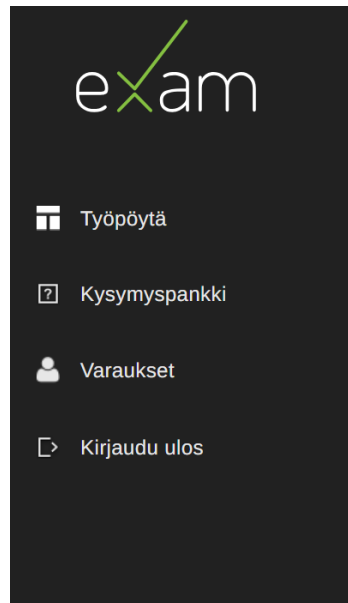 exam
Työpöytä
?
Kysymyspankki
Varaukset
Kirjaudu ulos